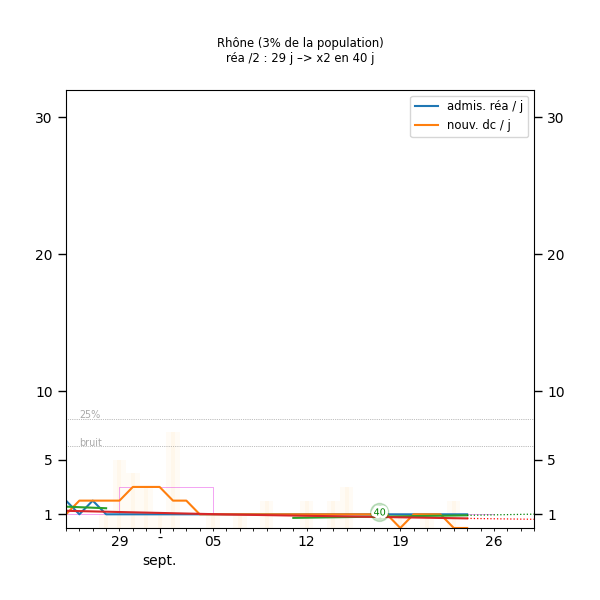 Rhône (3% de la population)
réa /2 : 29 j –> x2 en 40 j
admis. réa / j
nouv. dc / j
30 30
20 20
10 10
25%
bruit
5 5
40
1 1
29 - 05 12 19 26
sept.